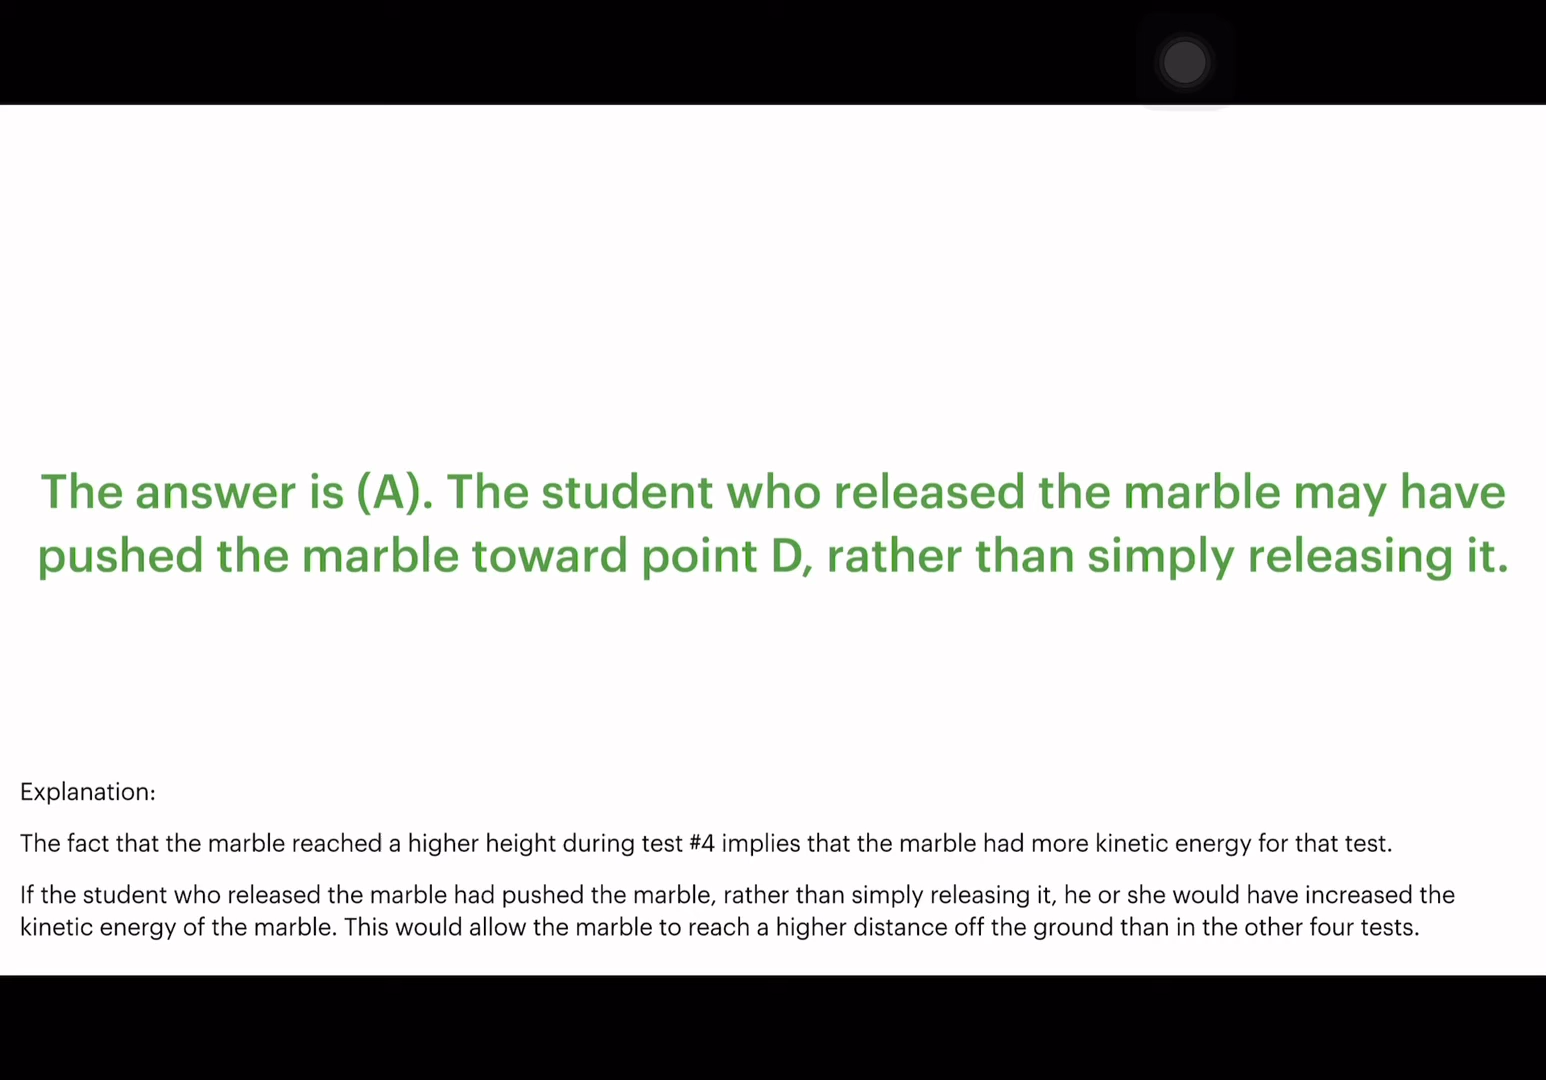 The answer is (A). The student who released the marble may have
pushed the marble toward point D, rather than simply releasing it.
Explanation:
The fact that the marble reached a higher height during test #4 implies that the marble had more kinetic energy for that test.
If the student who released the marble had pushed the marble, rather than simply releasing it, he or she would have increased the
kinetic energy of the marble. This would allow the marble to reach a higher distance off the ground than in the other four tests.